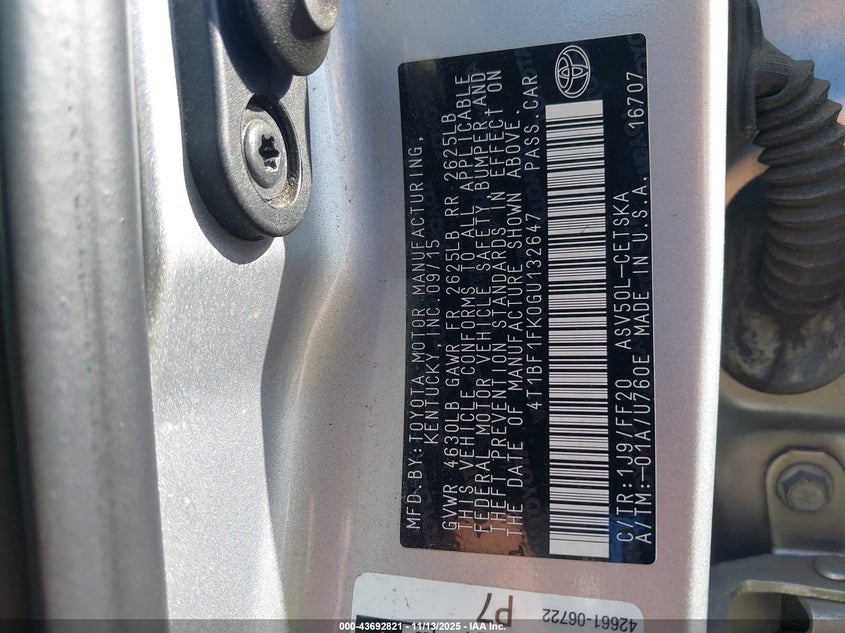 MFD. BY:TOYOTA MOTOR MANUFACTURING,
KENTUCKY, INC. 09/15
GVWR 4630LB GAWR FR 2625LB RR 2625LB
THIS VEHICLE CONFORMS TO ALL APPLICABLE
FEDERAL MOTOR VEHICLE SAFETY, BUMPER, AND
THEFT PREVENTION STANDARDS IN EFFECT ON
THE DATE OF MANUFACTURE SHOWN ABOVE.
4T1BF1FK0GU132647 PASS. CAR
C/TR:1J9/FF20 ASV50L-CETSKA
A/TM:-01A/U760E MADE IN U.S.A. 16707
42661-06722
P7
000-43692821 - 11/13/2025 - IAA Inc.